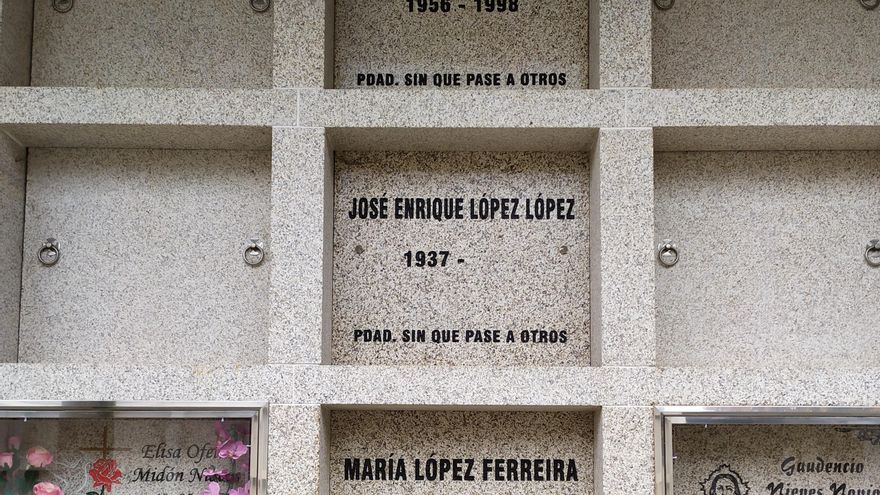 1956 - 1998
PDAD. SIN QUE PASE A OTROS
JOSÉ ENRIQUE LÓPEZ LÓPEZ
1937 -
PDAD. SIN QUE PASE A OTROS
Elisa
Midón
MARÍA LÓPEZ FERREIRA
Gaudencio
Nieves